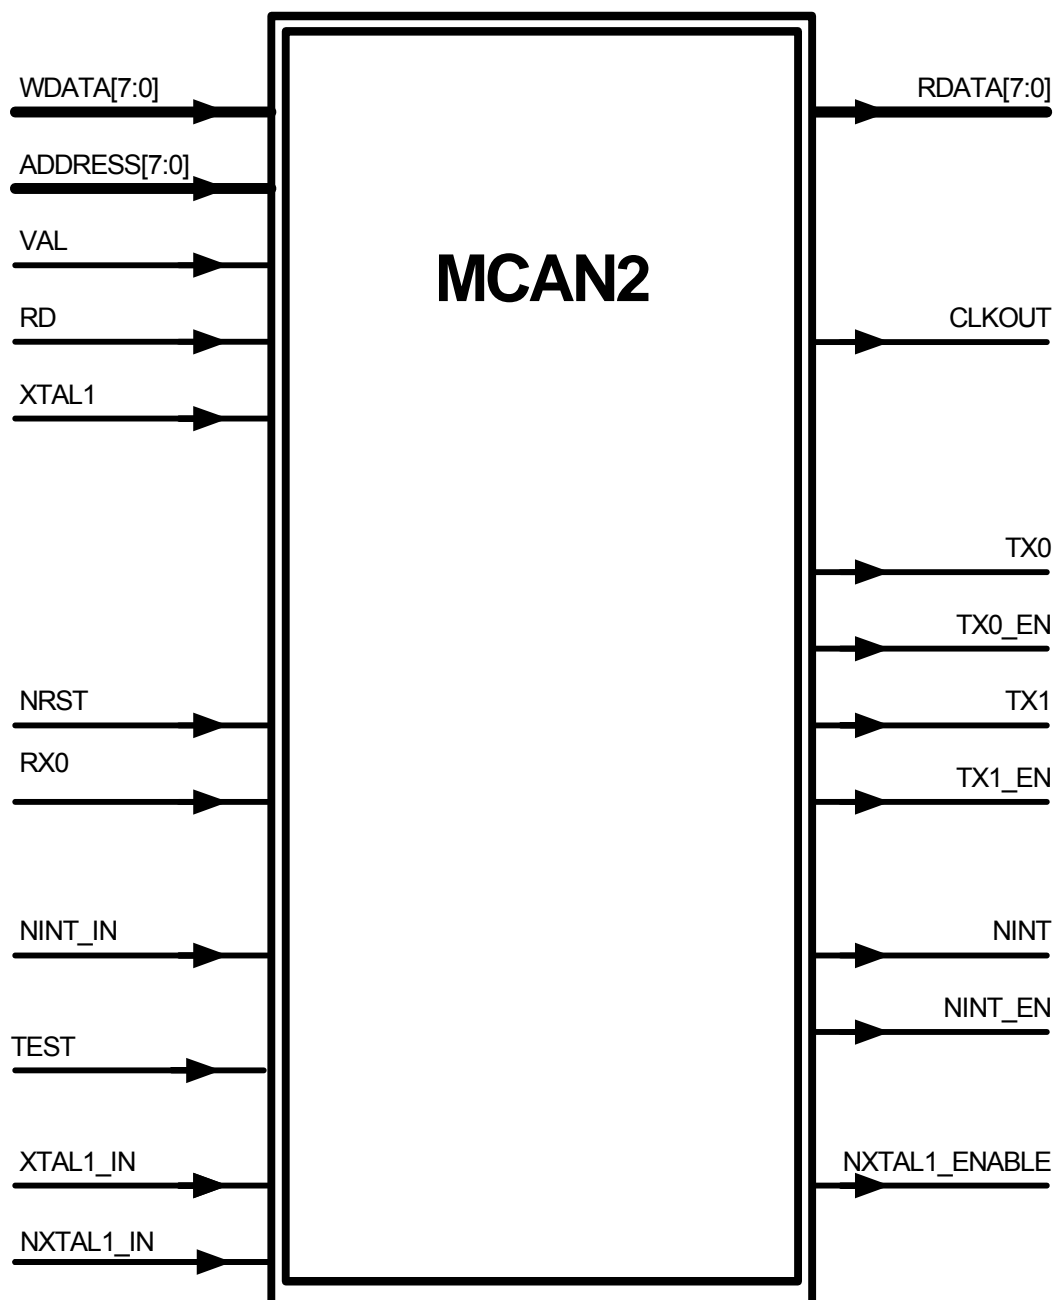 WDATA[7:0]
RDATA[7:0]
ADDRESS[7:0]
VAL
MCAN2
RD
CLKOUT
XTAL1
TX0
TX0_EN
NRST
TX1
RX0
TX1_EN
NINT_IN
NINT
NINT_EN
TEST
XTAL1_IN
NXTAL1_ENABLE
NXTAL1_IN